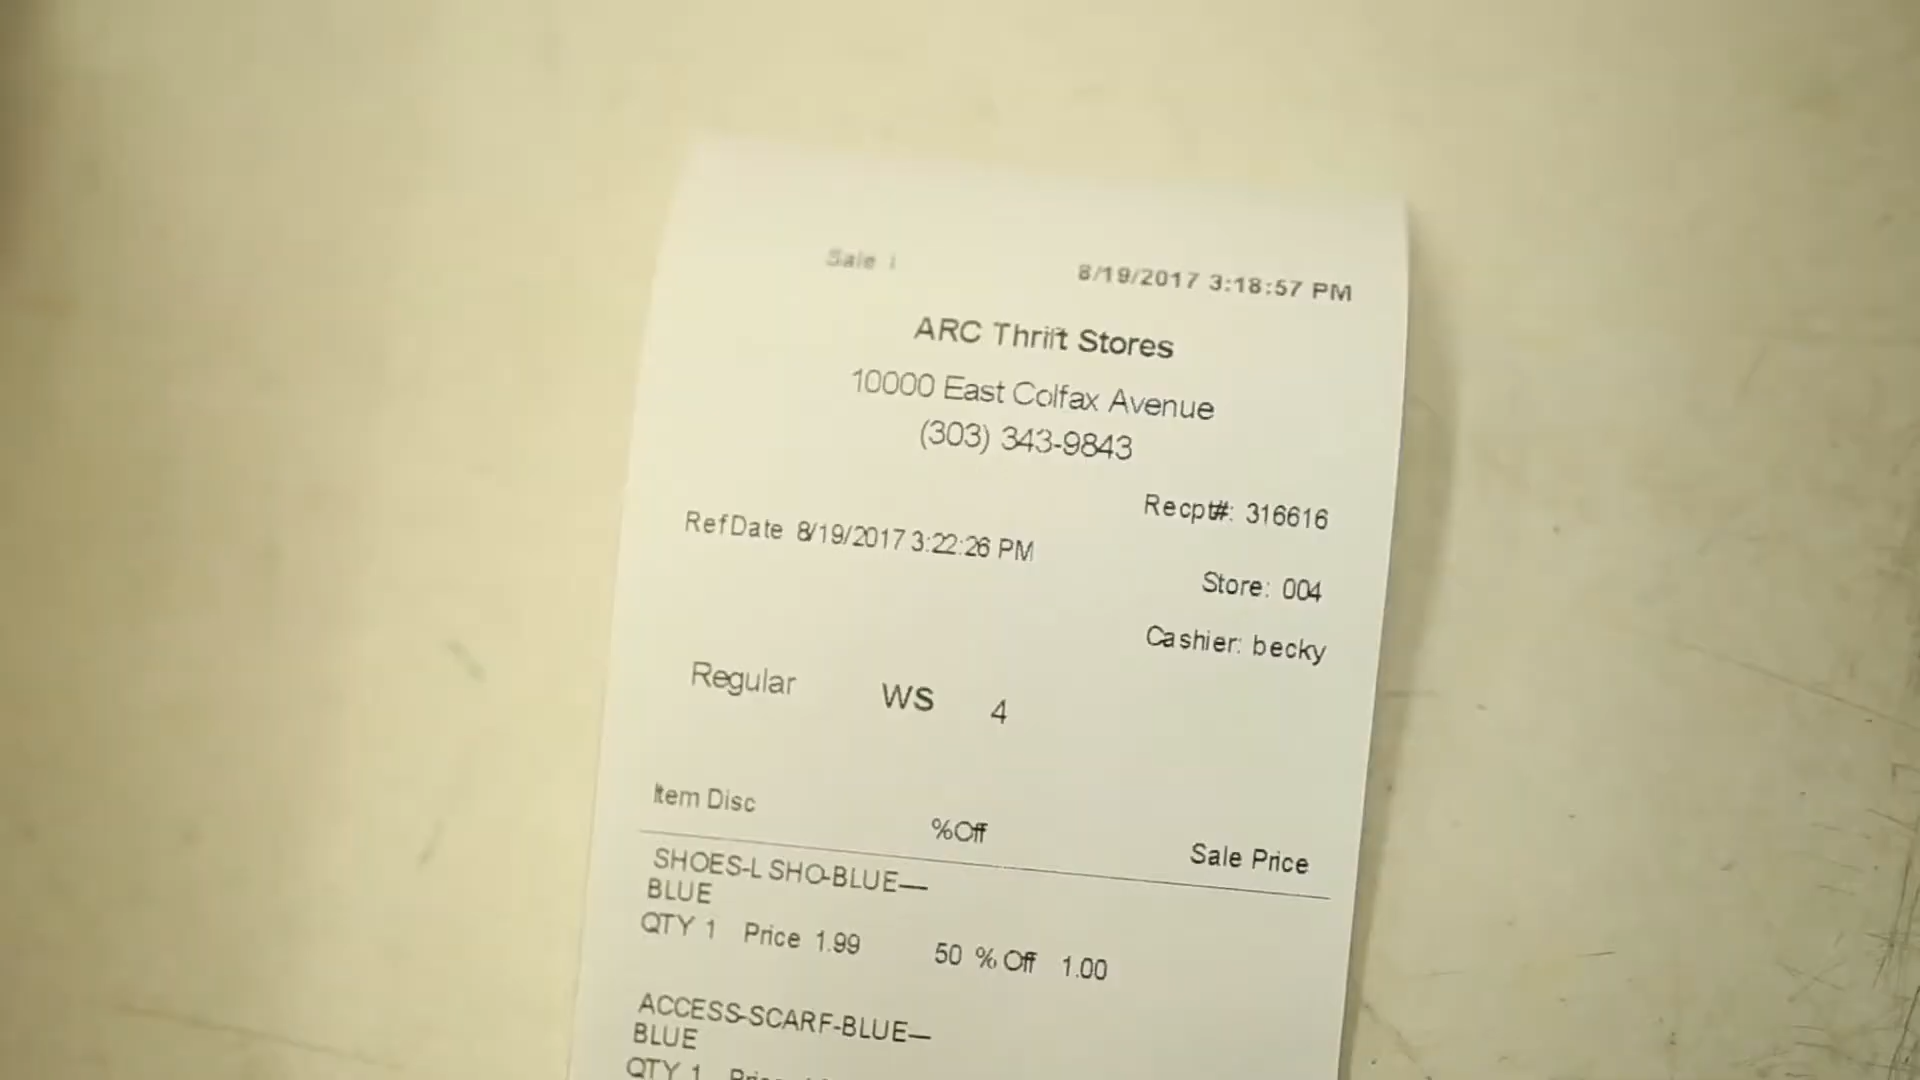 Sale
8/19/2017 3:18:57 PM
ARC Thrift Stores
10000 East Colfax Avenue
(303) 343-9843
Recpt#: 316616
RefDate 8/19/2017 3:22:26 PM
Store: 004
Cashier: becky
Regular WS 4
Item Disc %Off Sale Price
SHOES-L SHO-BLUE—
BLUE
QTY 1 Price 1.99 50 % Off 1.00
ACCESS-SCARF-BLUE—
BLUE
QTY 1